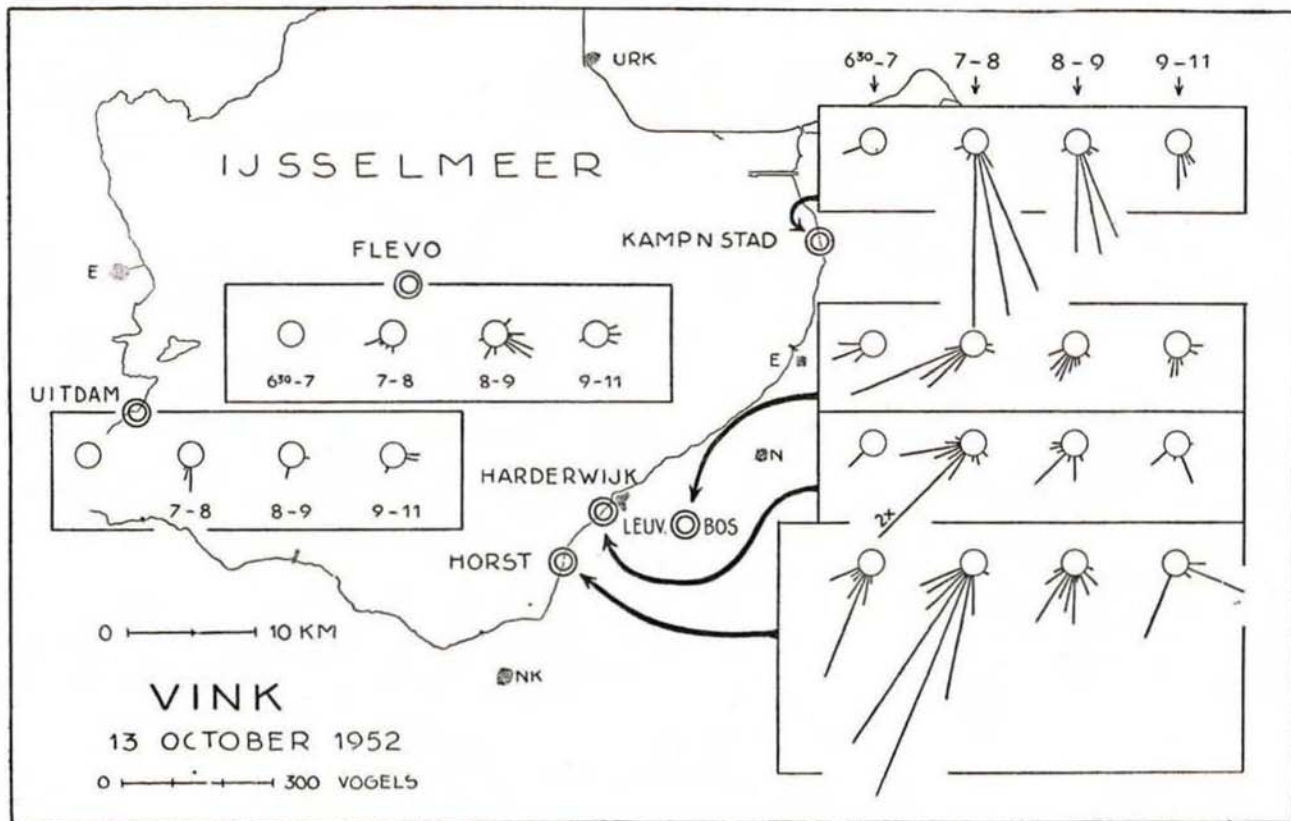 URK
6³⁰-7 7-8 8-9 9-11
IJSSELMEER
KAMPN STAD
FLEVO
E
6³⁰-7 7-8 8-9 9-11
E
UITDAM
7-8 8-9 9-11
N
HARDERWIJK
2x
LEUV. BOS
HORST
0 10 KM
NK
VINK
13 OCTOBER 1952
0 300 VOGELS